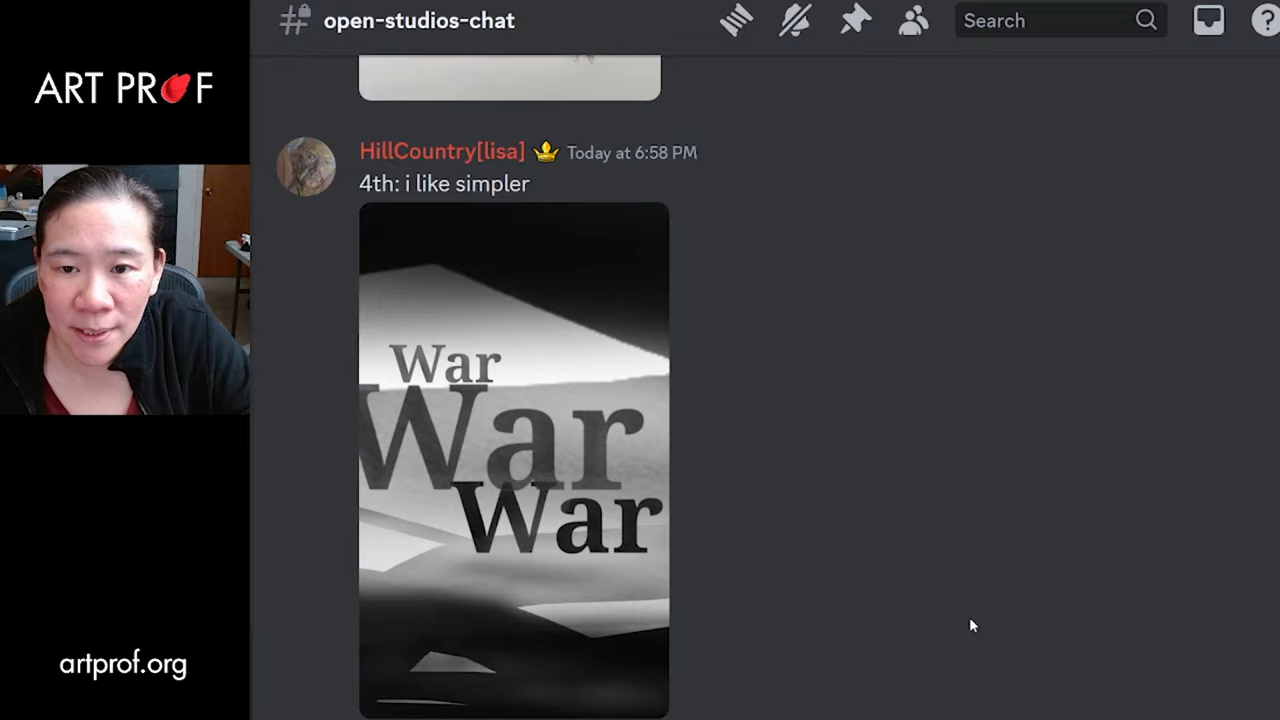 ART PROF
artprof.org
open-studios-chat
Search
HillCountry[lisa] Today at 6:58 PM
4th: i like simpler
War
War
War